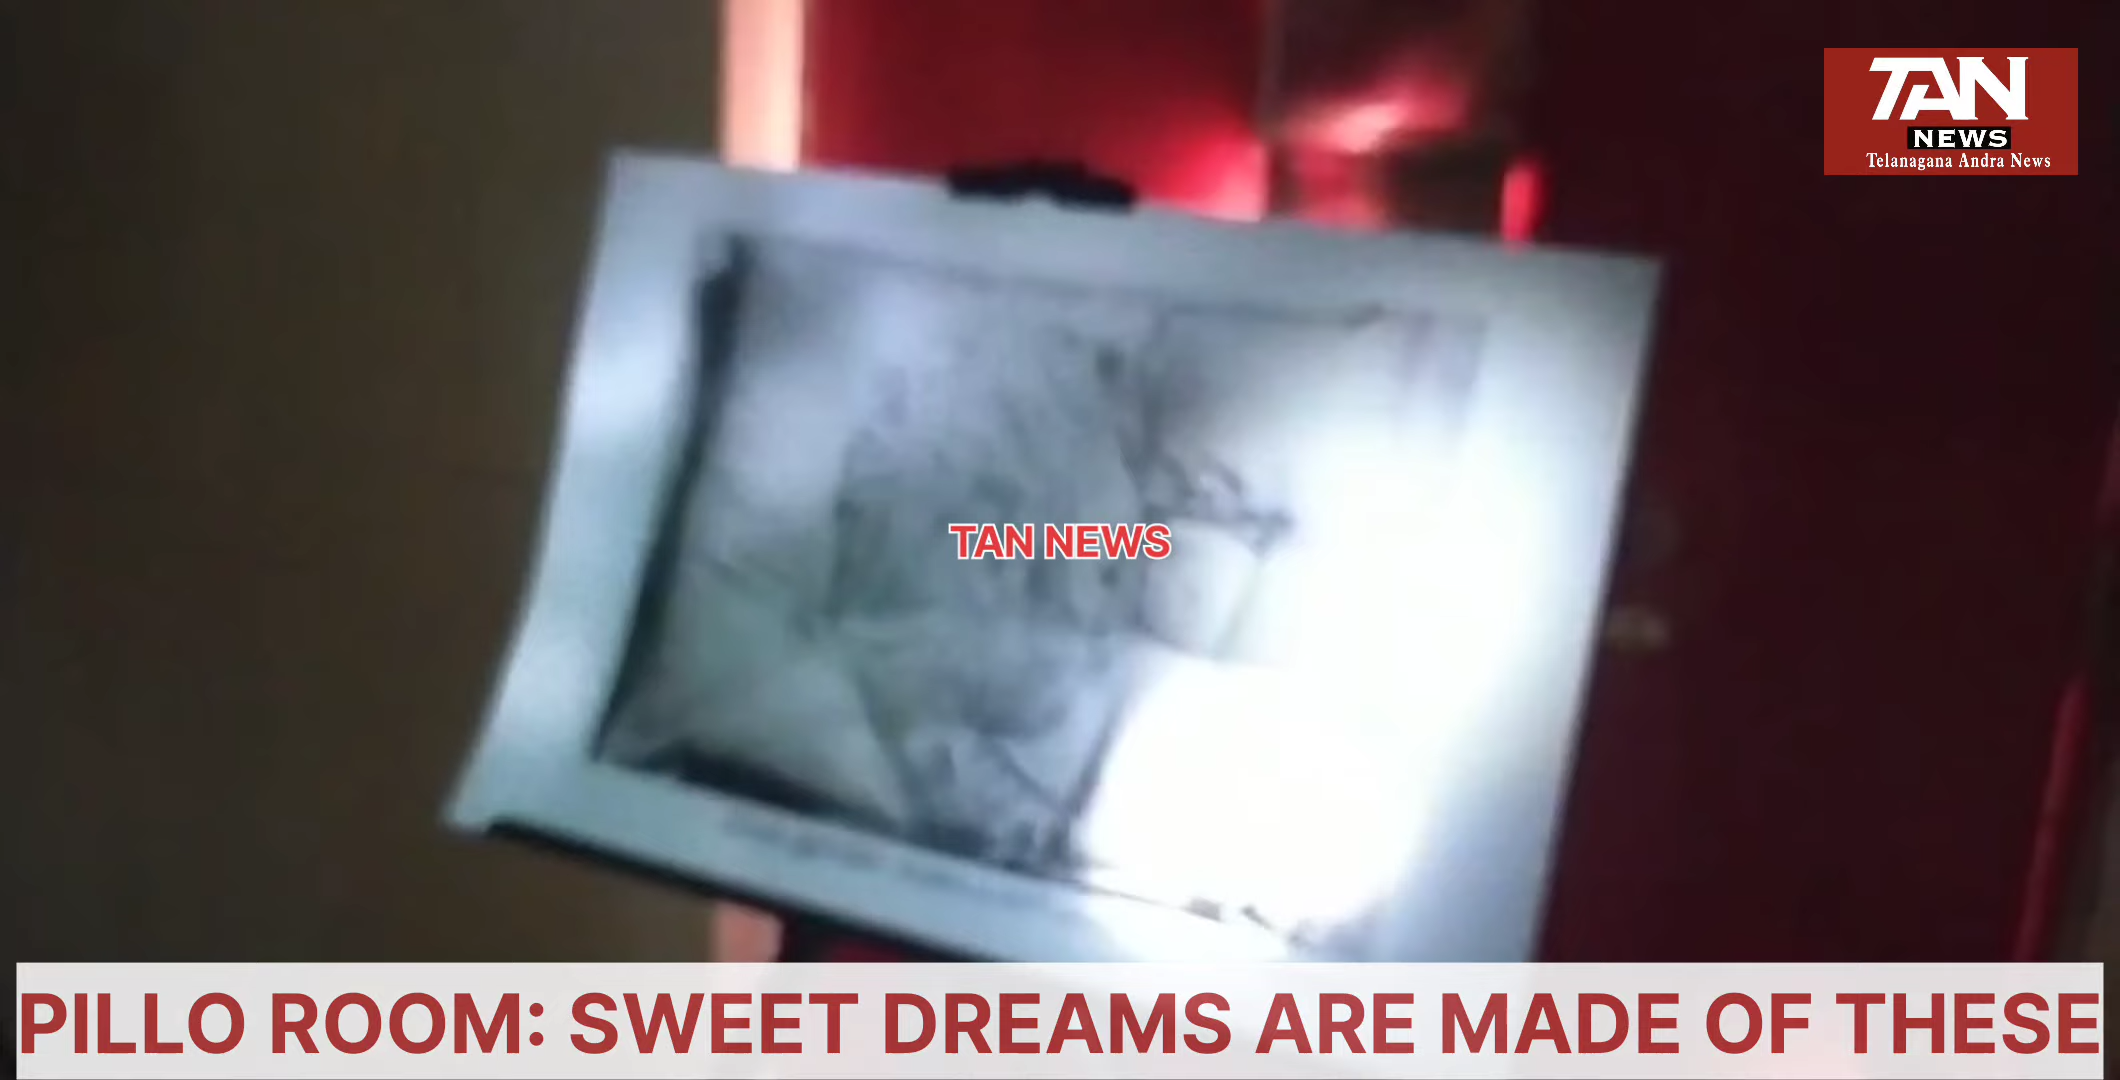 TAN
NEWS
Telanagana Andra News
TAN NEWS
PILLO ROOM: SWEET DREAMS ARE MADE OF THESE